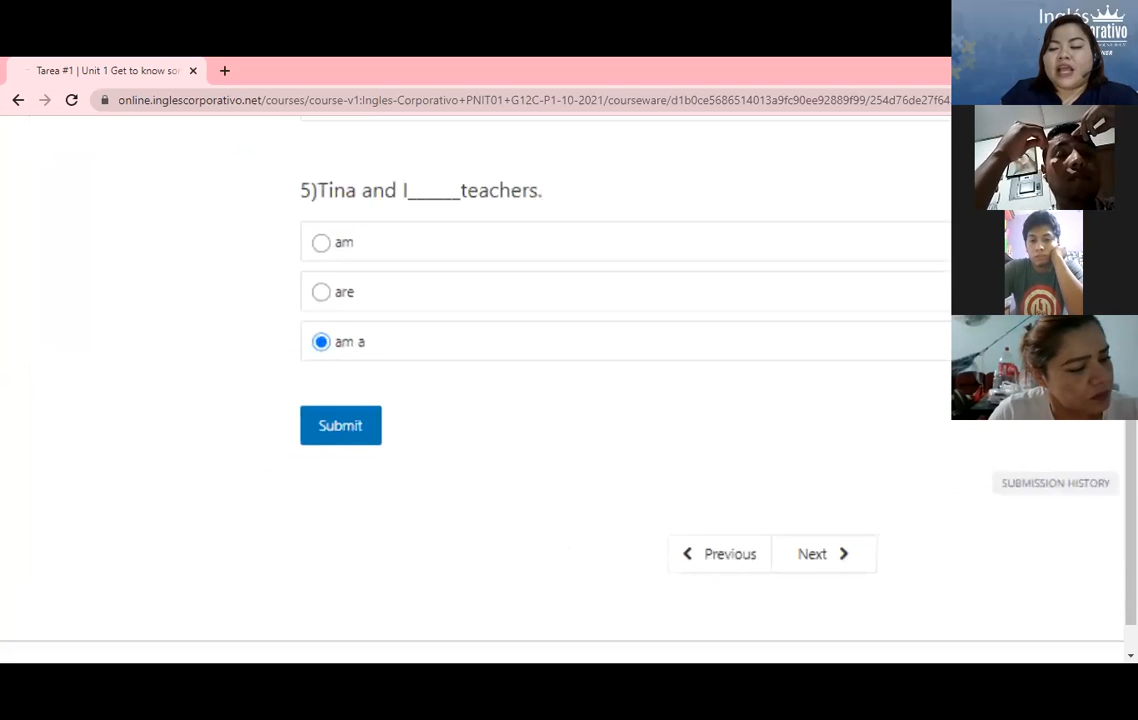 Inglés
Tarea #1 | Unit 1 Get to know so
online.inglescorporativo.net/courses/course-v1:Ingles-Corporativo+PNIT01+G12C-P1-10-2021/courseware/d1b0ce5686514013a9fc90ee92889f99/254d76de27f64
5)Tina and I______teachers.
am
are
am a
Submit
SUBMISSION HISTORY
Previous Next